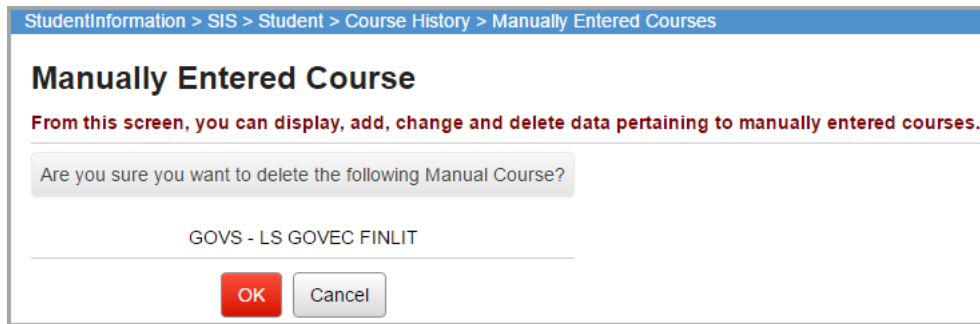 StudentInformation > SIS > Student > Course History > Manually Entered Courses
Manually Entered Course
From this screen, you can display, add, change and delete data pertaining to manually entered courses.
Are you sure you want to delete the following Manual Course?
GOVS - LS GOVEC FINLIT
OK Cancel